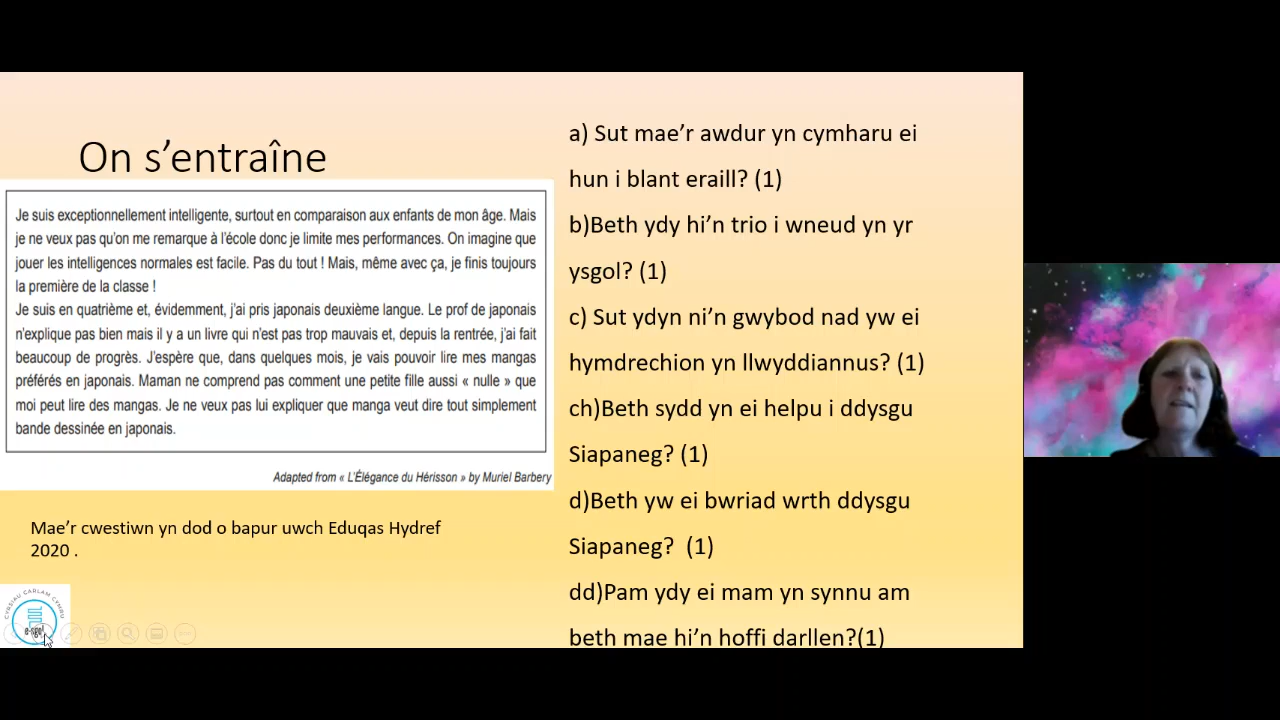 On s’entraîne
Je suis exceptionnellement intelligente, surtout en comparaison aux enfants de mon âge. Mais
je ne veux pas qu'on me remarque à l'école donc je limite mes performances. On imagine que
jouer les intelligences normales est facile. Pas du tout ! Mais, même avec ça, je finis toujours
la première de la classe !
Je suis en quatrième et, évidemment, j'ai pris japonais deuxième langue. Le prof de japonais
n'explique pas bien mais il y a un livre qui n'est pas trop mauvais et, depuis la rentrée, j'ai fait
beaucoup de progrès. J'espère que, dans quelques mois, je vais pouvoir lire mes mangas
préférés en japonais. Maman ne comprend pas comment une petite fille aussi « nulle » que
moi peut lire des mangas. Je ne veux pas lui expliquer que manga veut dire tout simplement
bande dessinée en japonais.
Adapted from « L'Élégance du Hérisson » by Muriel Barbery
Mae’r cwestiwn yn dod o bapur uwch Eduqas Hydref
2020 .
CYRSIAU CARLAM CYMRU
e-sgol
a) Sut mae’r awdur yn cymharu ei
hun i blant eraill? (1)
b)Beth ydy hi’n trio i wneud yn yr
ysgol? (1)
c) Sut ydyn ni’n gwybod nad yw ei
hymdrechion yn llwyddiannus? (1)
ch)Beth sydd yn ei helpu i ddysgu
Siapaneg? (1)
d)Beth yw ei bwriad wrth ddysgu
Siapaneg?  (1)
dd)Pam ydy ei mam yn synnu am
beth mae hi’n hoffi darllen?(1)